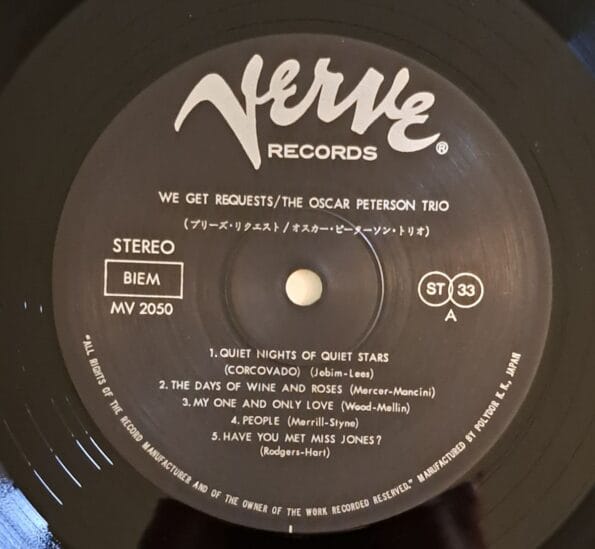 Verve®
RECORDS
WE GET REQUESTS/THE OSCAR PETERSON TRIO
(プリーズ・リクエスト/オスカー・ピーターソン・トリオ)
STEREO
BIEM
MV 2050
ST 33
A
1. QUIET NIGHTS OF QUIET STARS
(CORCOVADO) (Jobim-Lees)
2. THE DAYS OF WINE AND ROSES (Mercer-Mancini)
3. MY ONE AND ONLY LOVE (Wood-Mellin)
4. PEOPLE (Merrill-Styne)
5. HAVE YOU MET MISS JONES?
(Rodgers-Hart)
"ALL RIGHTS OF THE RECORD MANUFACTURER AND OF THE OWNER OF THE WORK RECORDED RESERVED." MANUFACTURED BY POLYDOR K. K., JAPAN